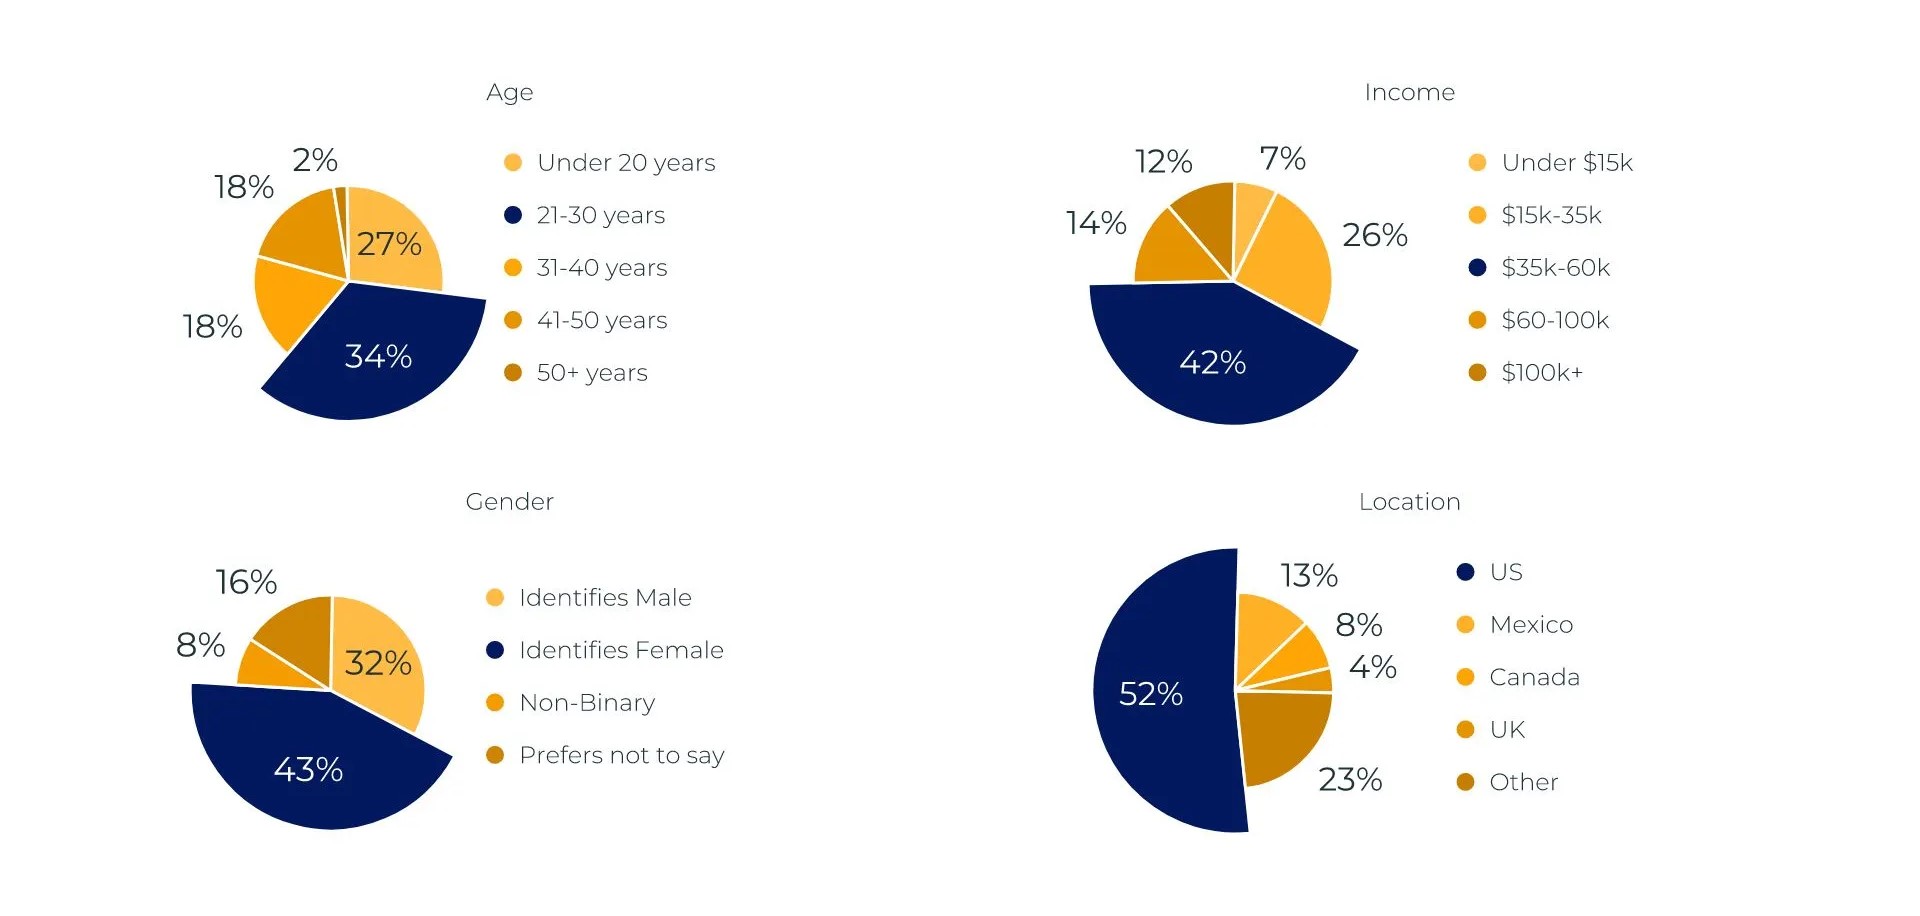 Age
2%
18%
27%
18%
34%
Under 20 years
21-30 years
31-40 years
41-50 years
50+ years
Income
12%
7%
14%
26%
42%
Under $15k
$15k-35k
$35k-60k
$60-100k
$100k+
Gender
16%
8%
32%
43%
Identifies Male
Identifies Female
Non-Binary
Prefers not to say
Location
13%
8%
4%
52%
23%
US
Mexico
Canada
UK
Other